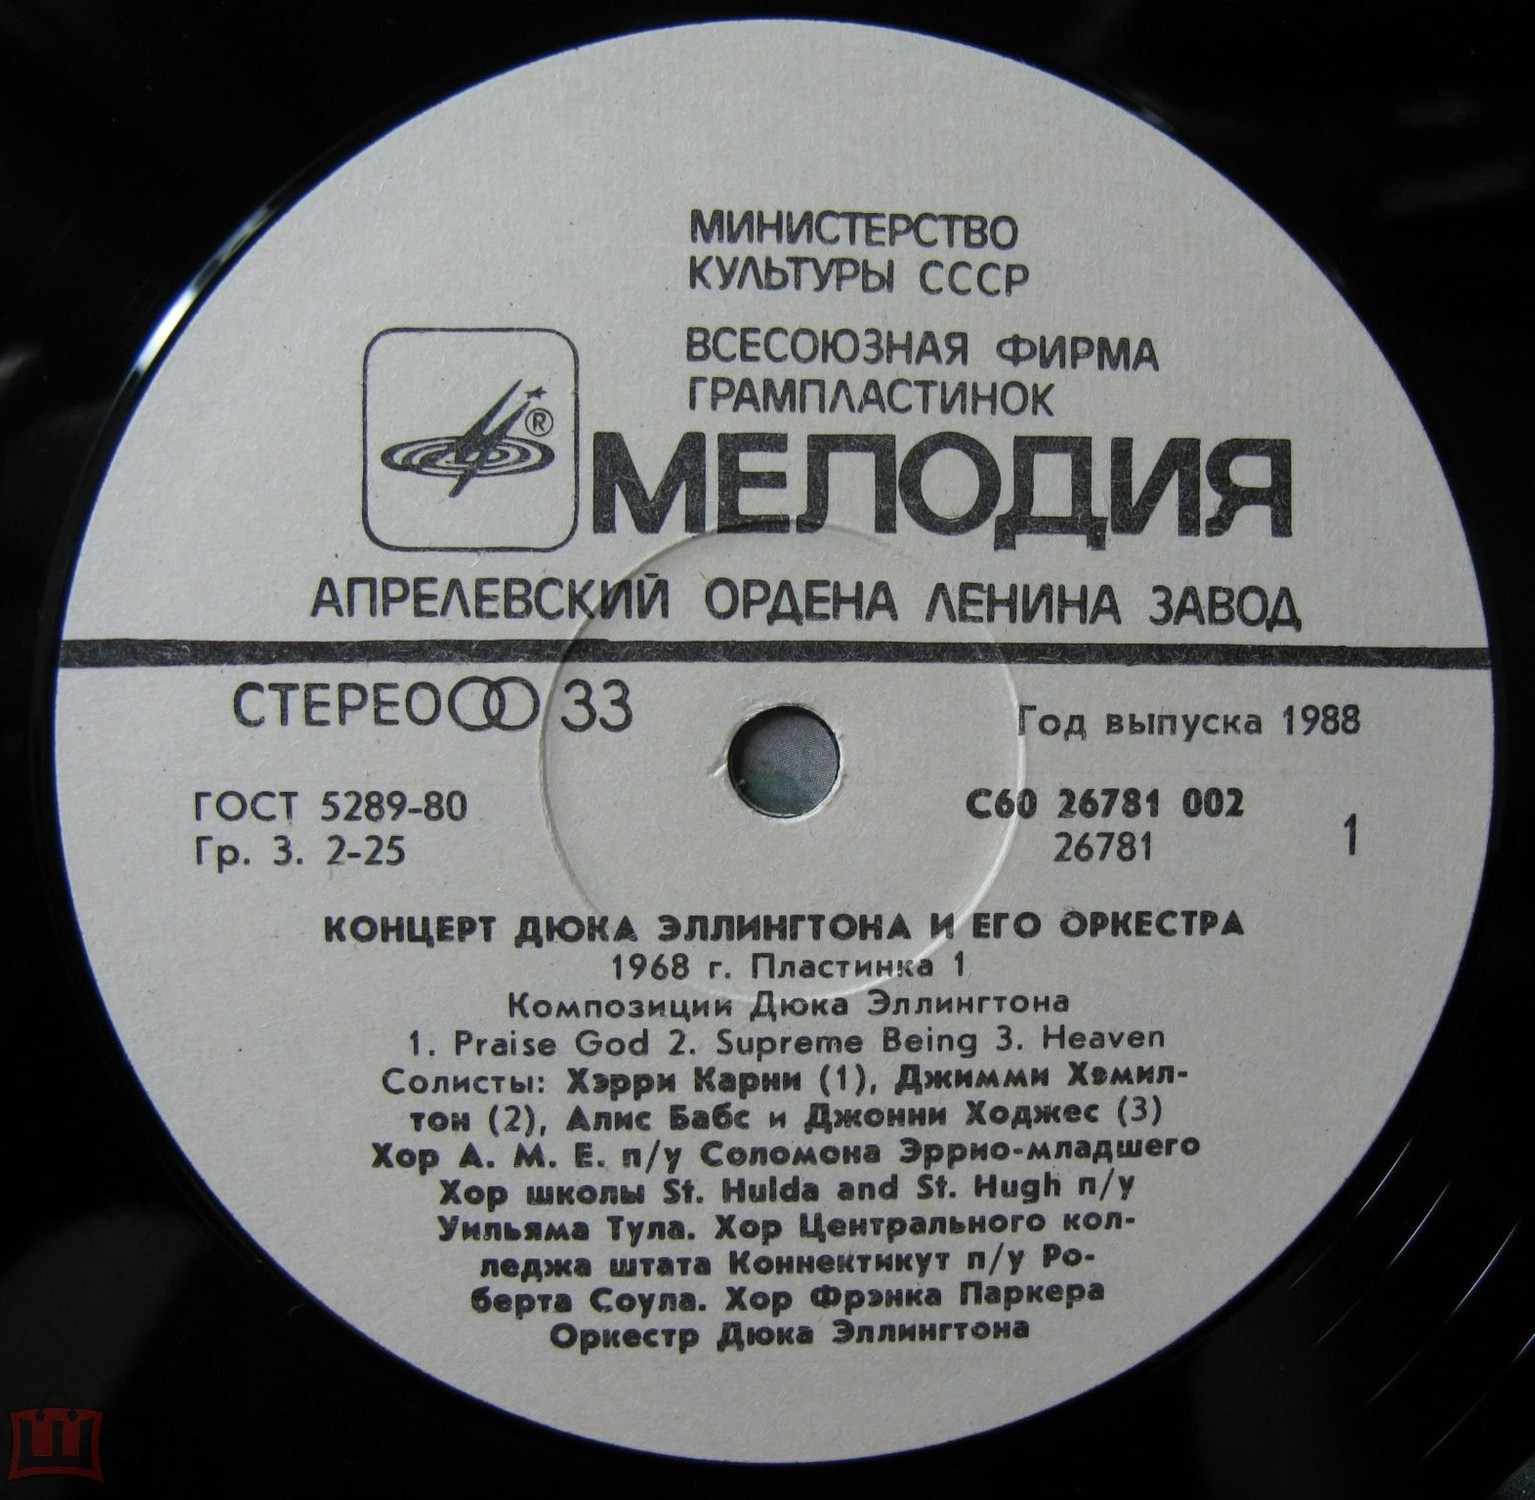 МИНИСТЕРСТВО
КУЛЬТУРЫ СССР
ВСЕСОЮЗНАЯ ФИРМА
ГРАМПЛАСТИНОК
®
МЕЛОДИЯ
АПРЕЛЕВСКИЙ ОРДЕНА ЛЕНИНА ЗАВОД
СТЕРЕО 33
Год выпуска 1988
ГОСТ 5289-80
Гр. 3. 2-25
С60 26781 002
26781
1
КОНЦЕРТ ДЮКА ЭЛЛИНГТОНА И ЕГО ОРКЕСТРА
1968 г. Пластинка 1
Композиции Дюка Эллингтона
1. Praise God 2. Supreme Being 3. Heaven
Солисты: Хэрри Карни (1), Джимми Хэмил-
тон (2), Алис Бабс и Джонни Ходжес (3)
Хор А. М. Е. п/у Соломона Эррио-младшего
Хор школы St. Hulda and St. Hugh п/у
Уильяма Тула. Хор Центрального кол-
леджа штата Коннектикут п/у Ро-
берта Соула. Хор Фрэнка Паркера
Оркестр Дюка Эллингтона